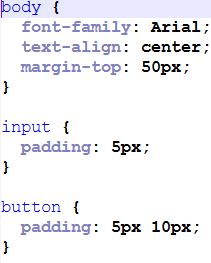 body {
  font-family: Arial;
  text-align: center;
  margin-top: 50px;
}

input {
  padding: 5px;
}

button {
  padding: 5px 10px;
}